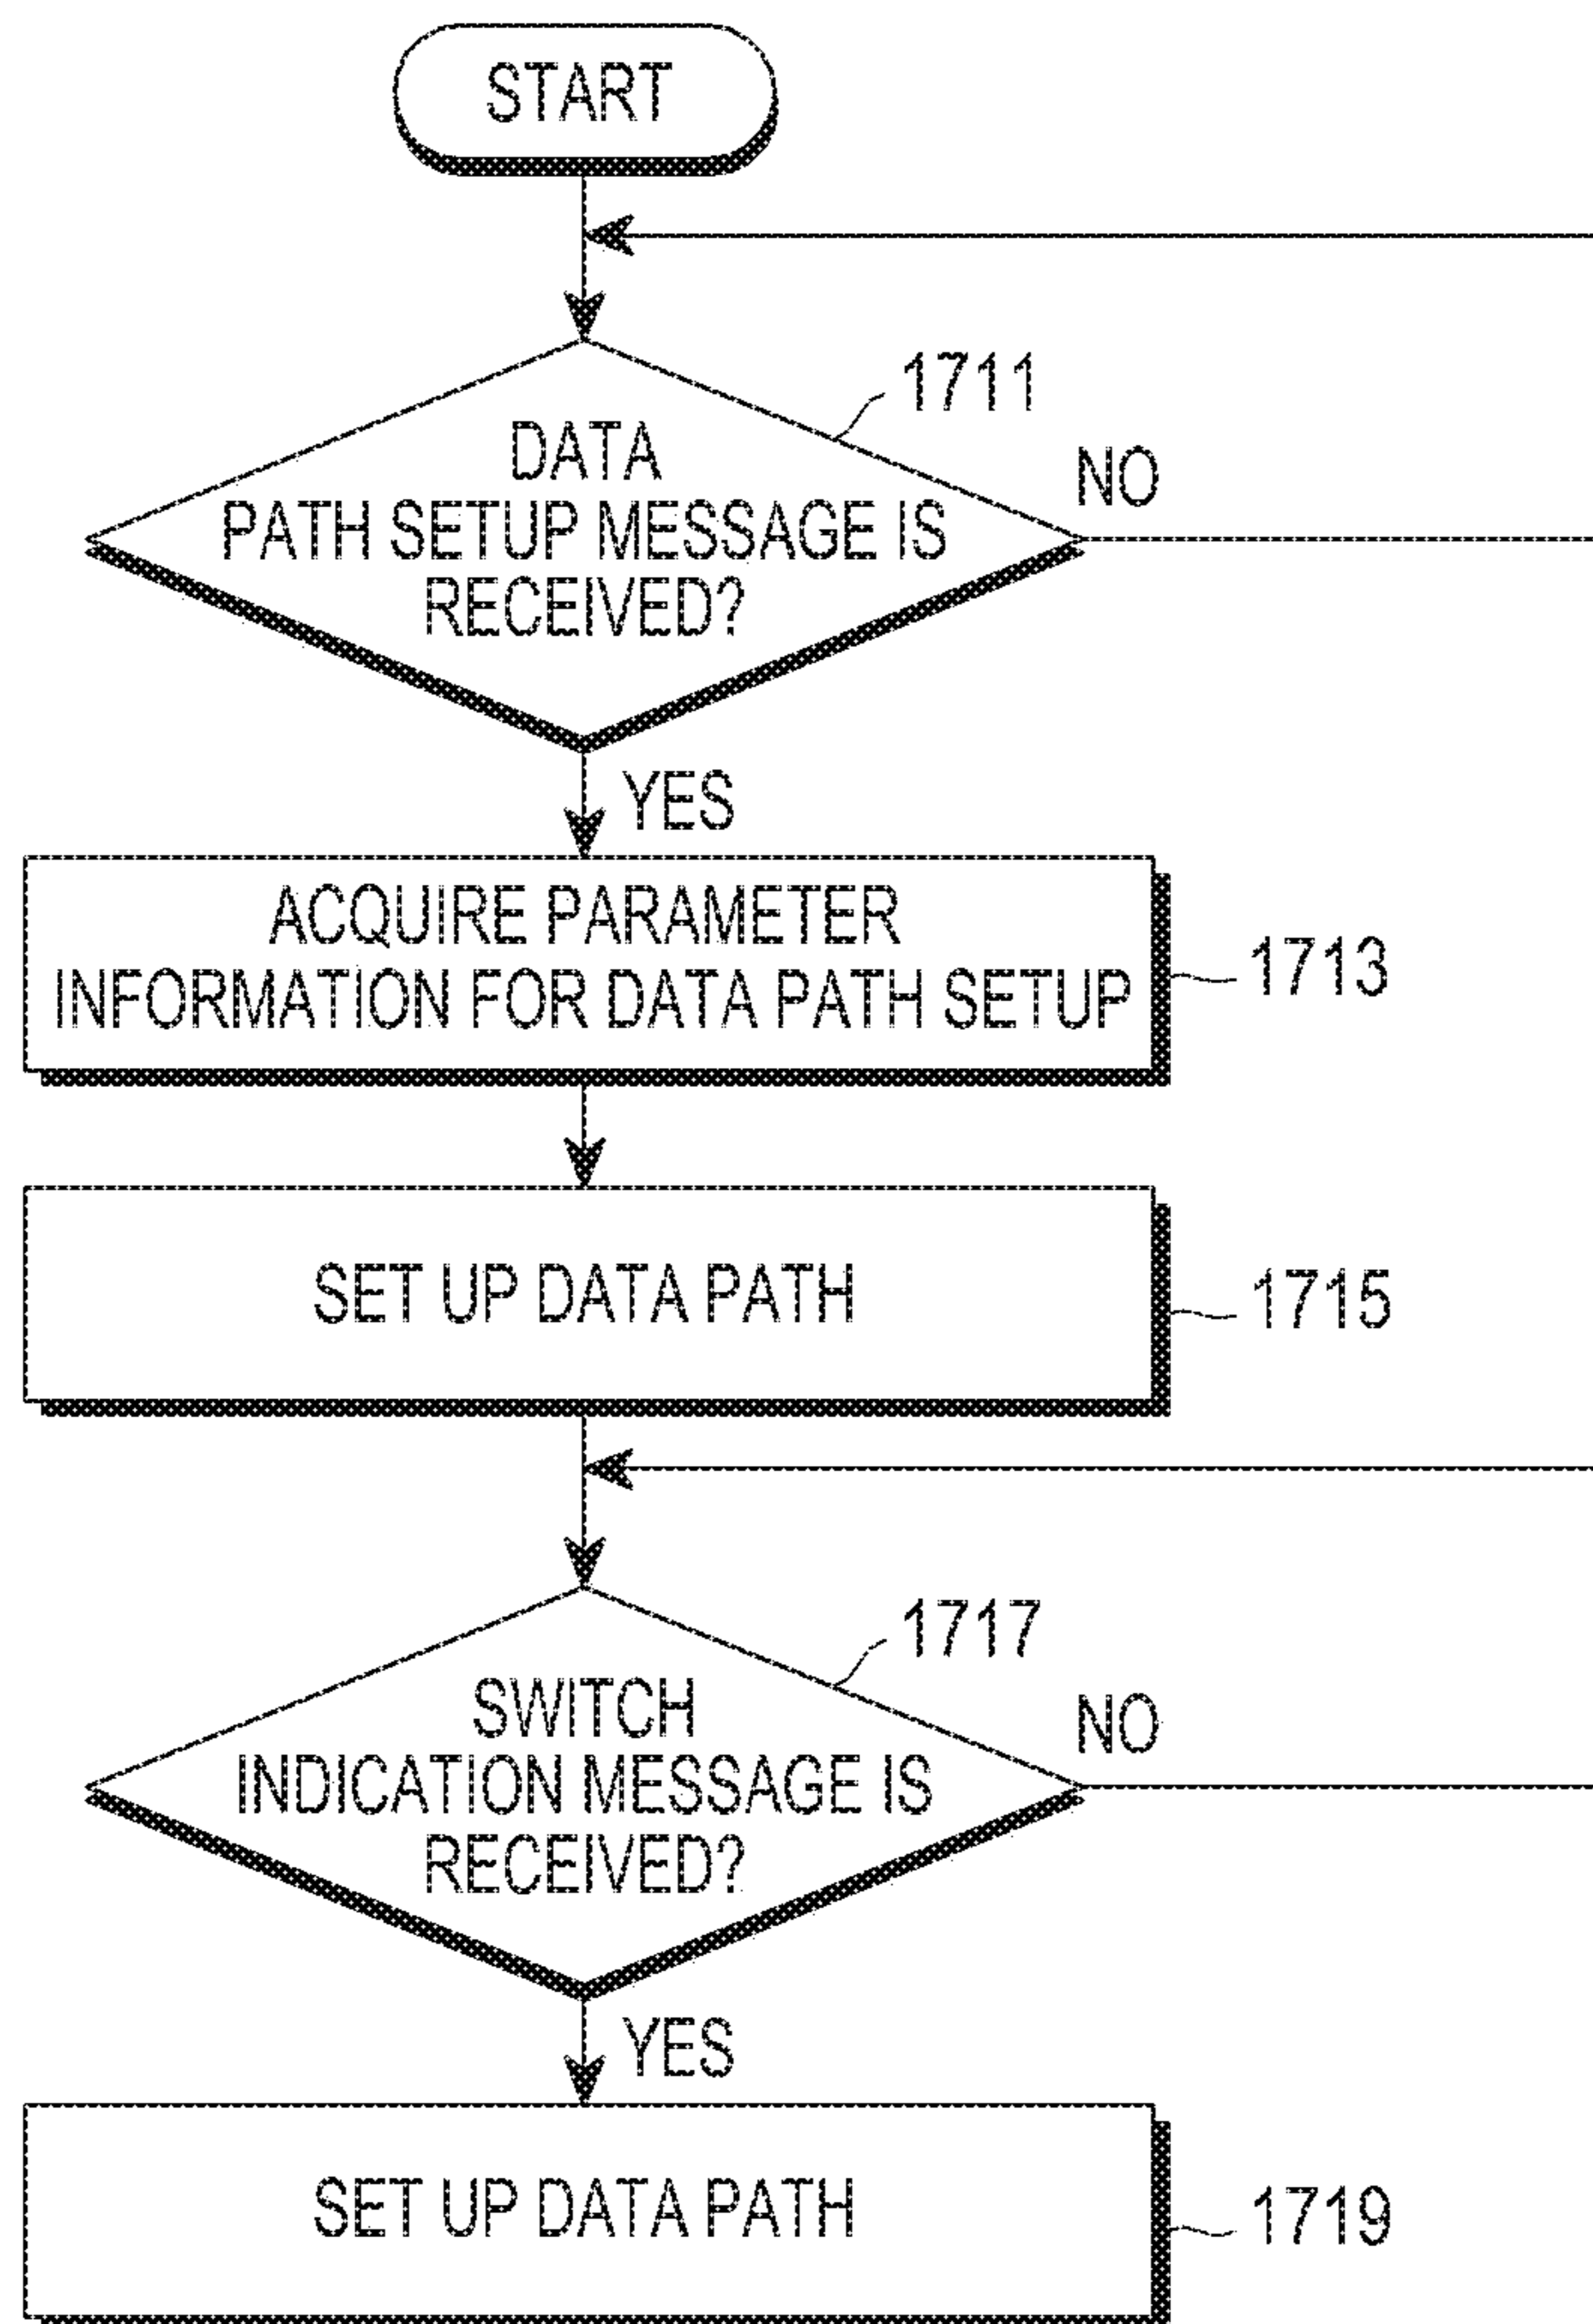 START
1711
DATA
PATH SETUP MESSAGE IS
RECEIVED?
NO
YES
ACQUIRE PARAMETER
INFORMATION FOR DATA PATH SETUP
1713
SET UP DATA PATH
1715
1717
SWITCH
INDICATION MESSAGE IS
RECEIVED?
NO
YES
SET UP DATA PATH
1719